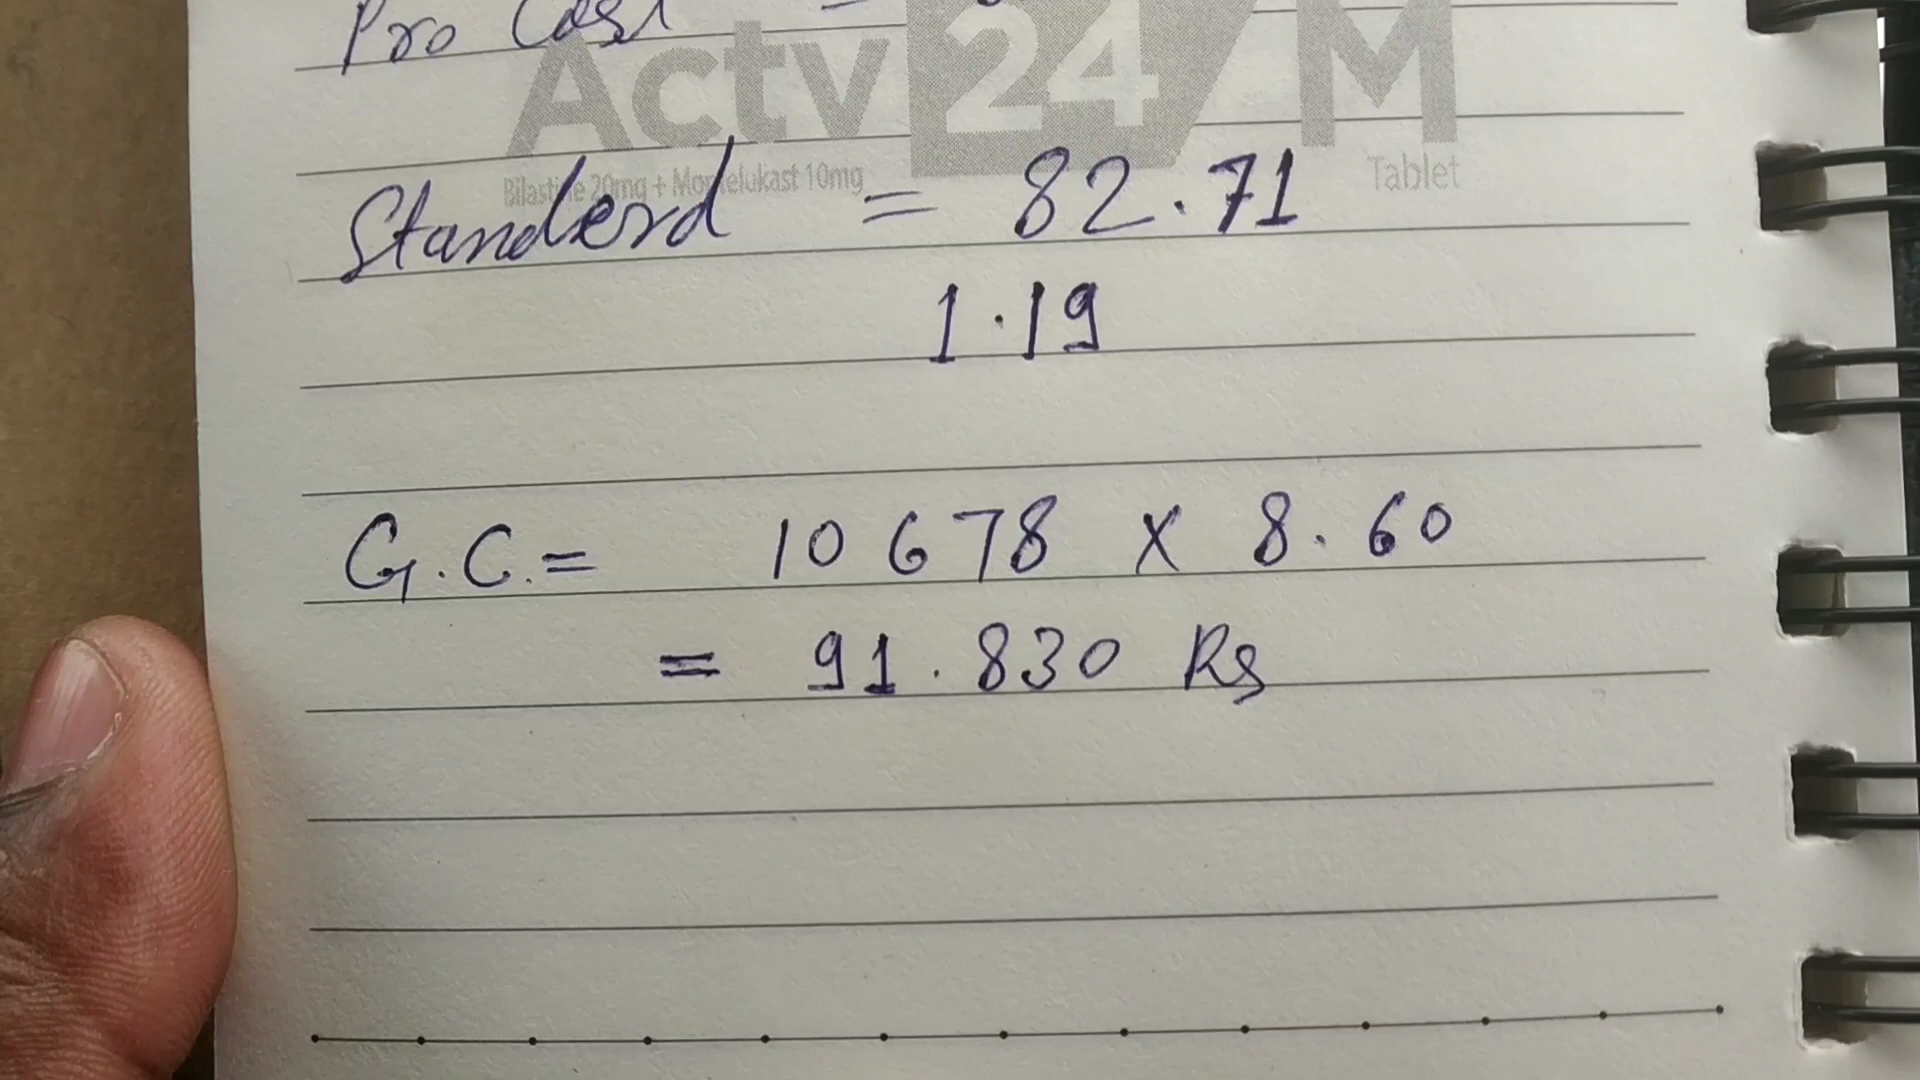 Pro Cost =
Actv 24/M
Bilastine 20mg + Montelukast 10mg Tablet
Standerd = 82.71
1.19
G.C. = 10678 x 8.60
= 91.830 Rs